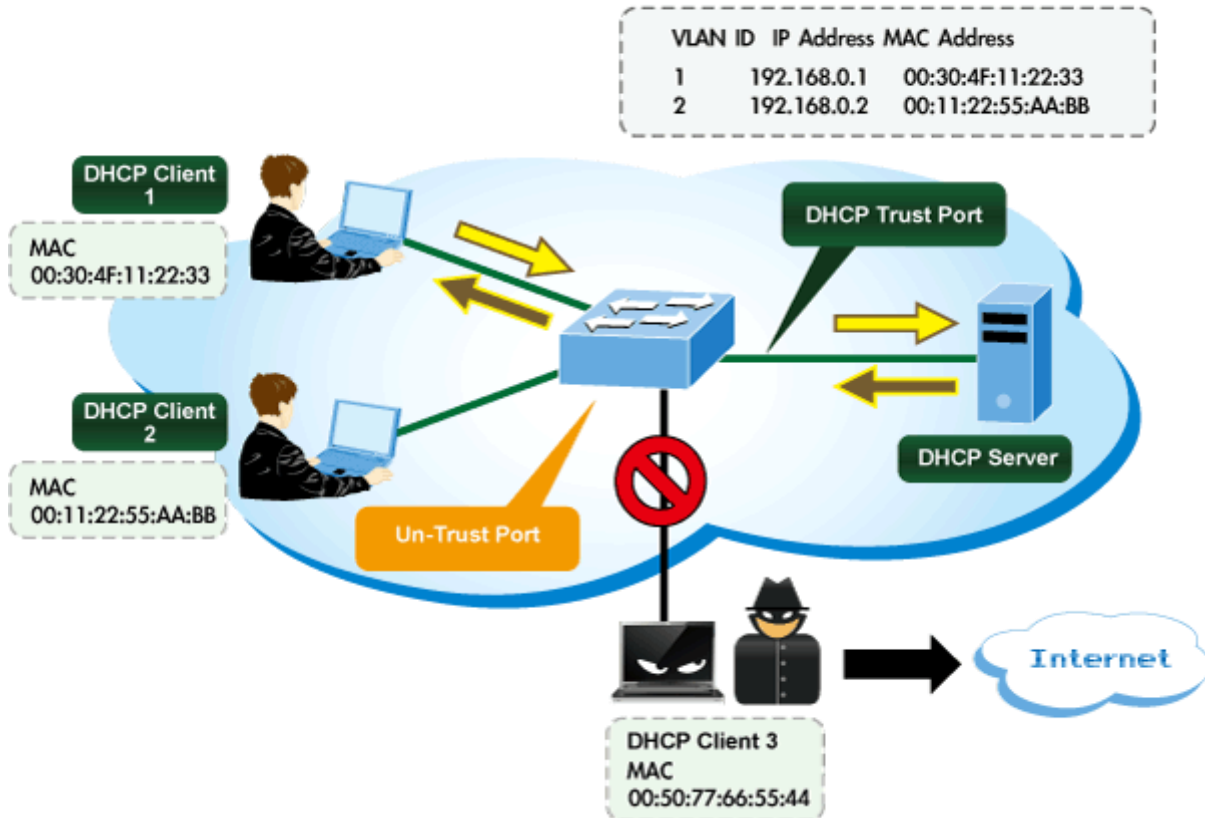 VLAN ID IP Address MAC Address
1 192.168.0.1 00:30:4F:11:22:33
2 192.168.0.2 00:11:22:55:AA:BB
DHCP Client
1
MAC
00:30:4F:11:22:33
DHCP Trust Port
DHCP Client
2
MAC
00:11:22:55:AA:BB
Un-Trust Port
DHCP Server
Internet
DHCP Client 3
MAC
00:50:77:66:55:44